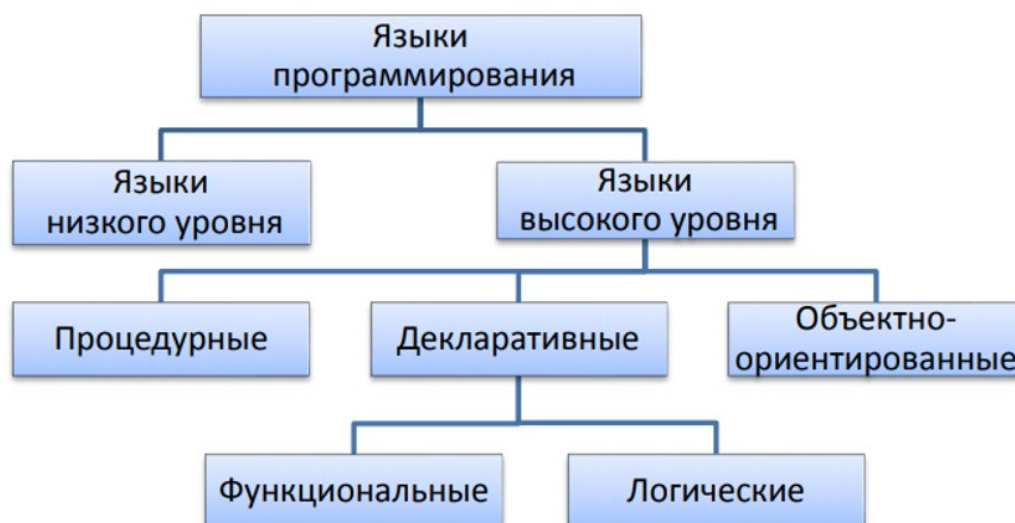 Языки
программирования
Языки
низкого уровня
Языки
высокого уровня
Процедурные
Декларативные
Объектно-
ориентированные
Функциональные
Логические